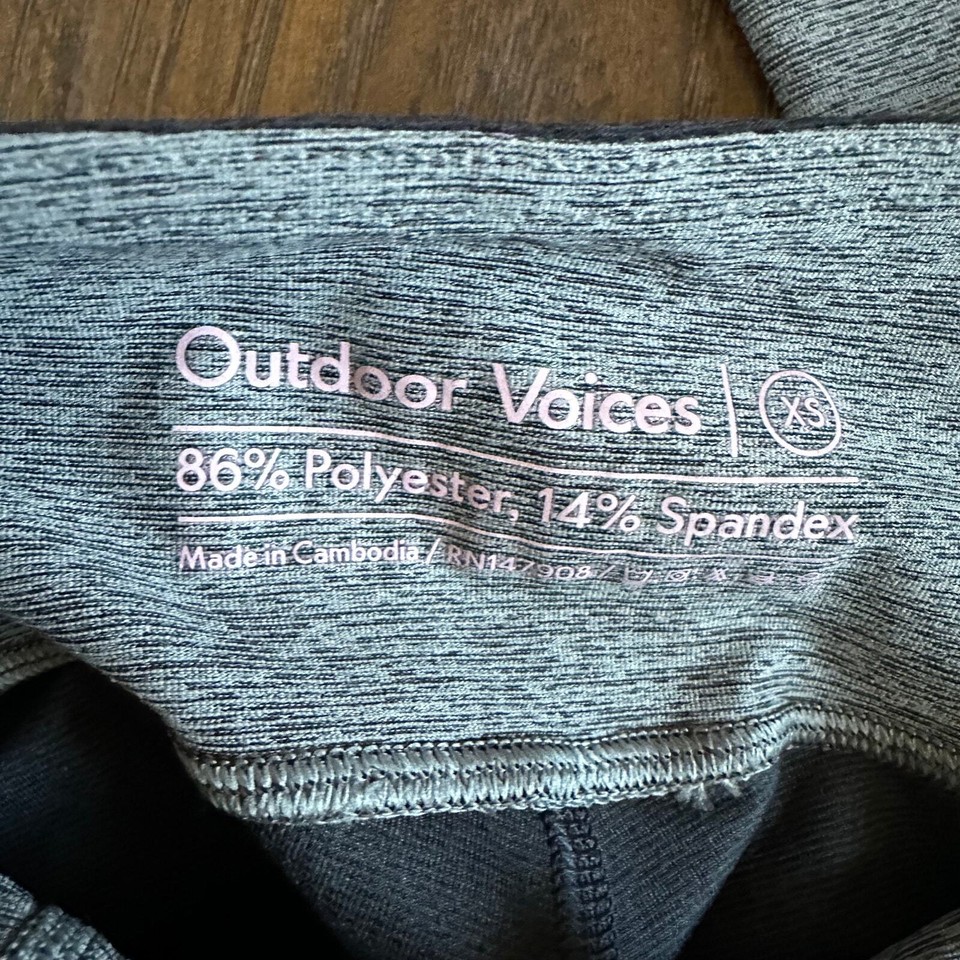 Outdoor Voices | XS
86% Polyester, 14% Spandex
Made in Cambodia / RN147908 /